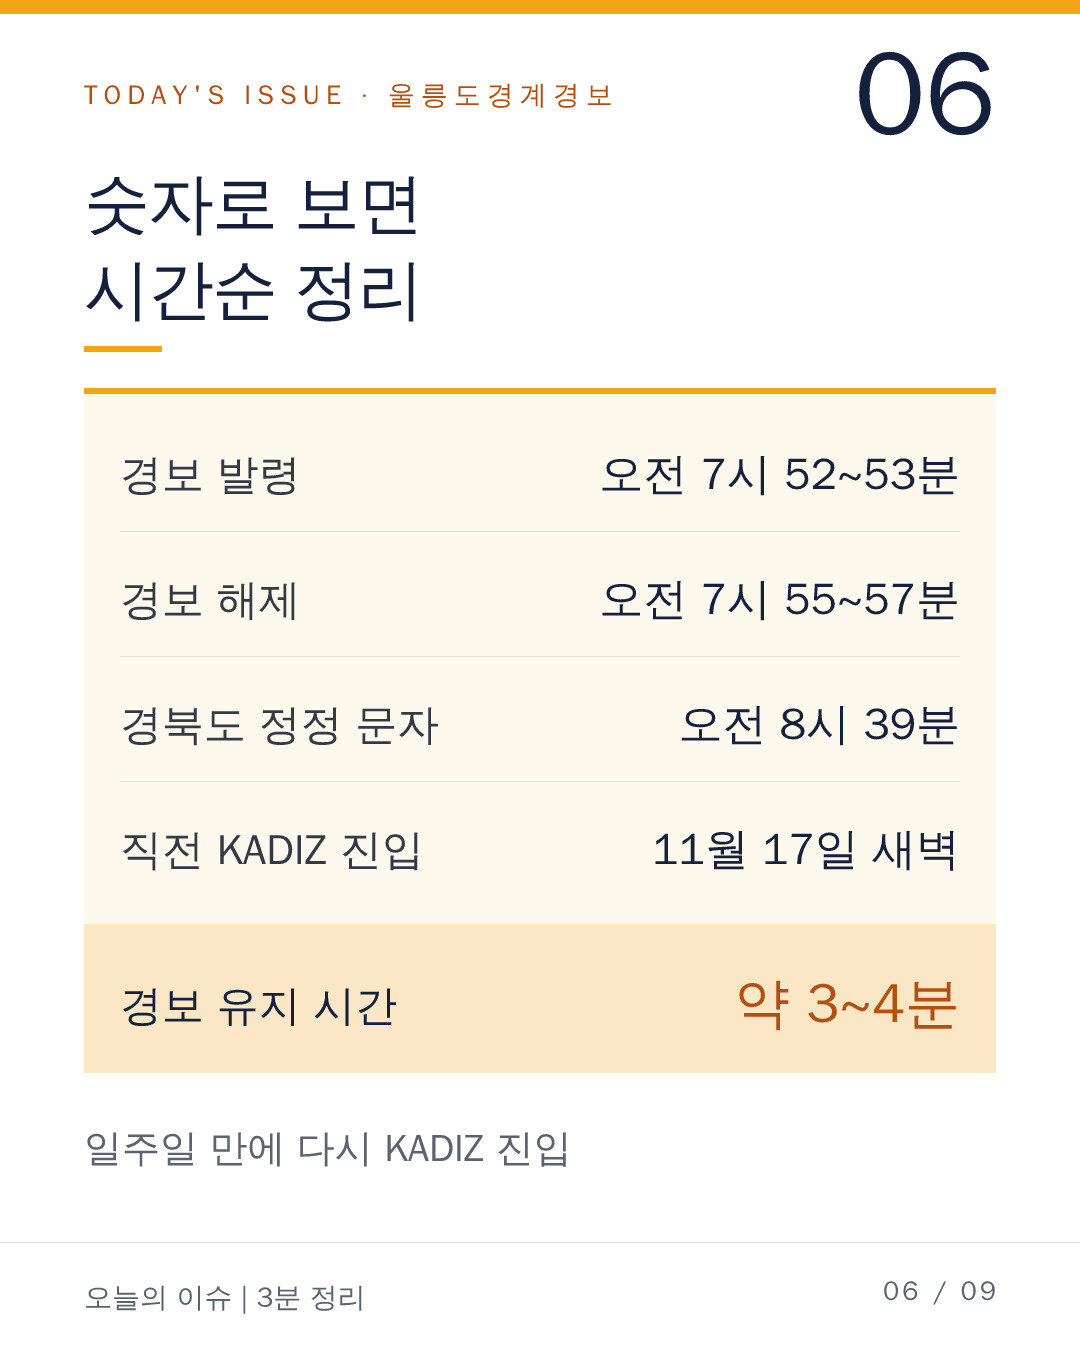 TODAY'S ISSUE · 울릉도경계경보
06
숫자로 보면
시간순 정리
경보 발령 오전 7시 52~53분
경보 해제 오전 7시 55~57분
경북도 정정 문자 오전 8시 39분
직전 KADIZ 진입 11월 17일 새벽
경보 유지 시간 약 3~4분
일주일 만에 다시 KADIZ 진입
오늘의 이슈 | 3분 정리
06 / 09